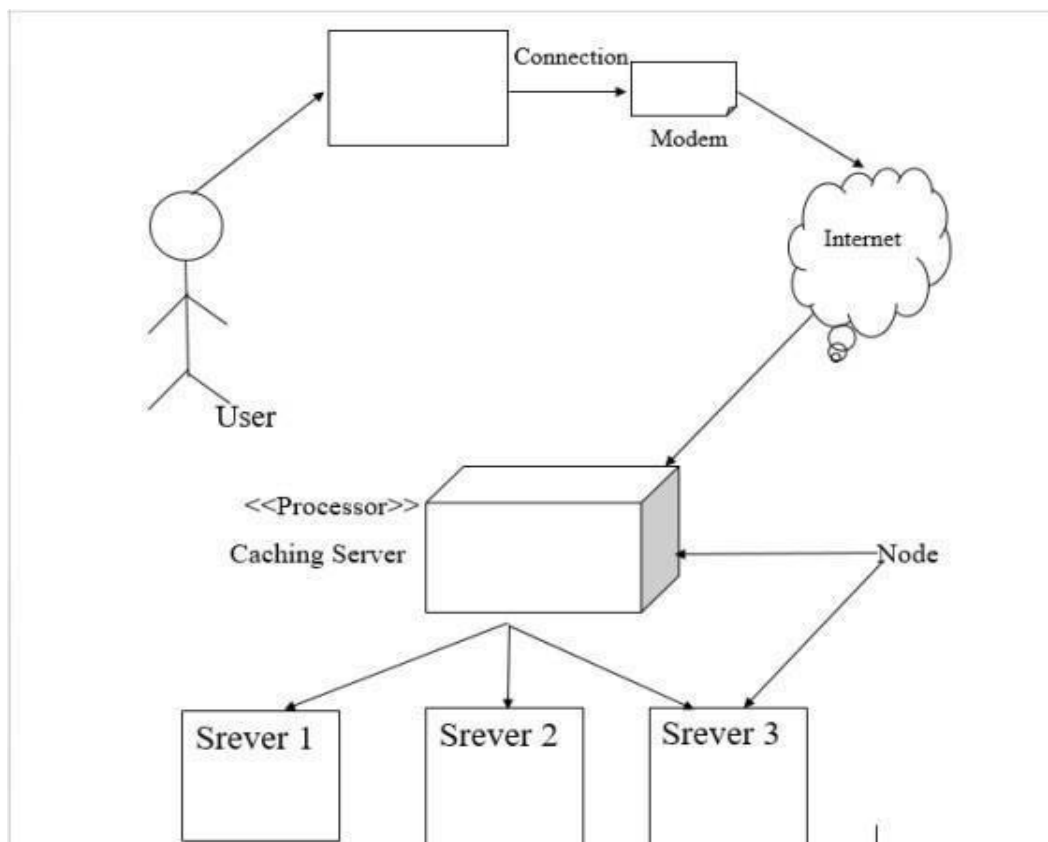 Connection
Modem
Internet
User
<<Processor>>
Caching Server
Node
Srever 1
Srever 2
Srever 3